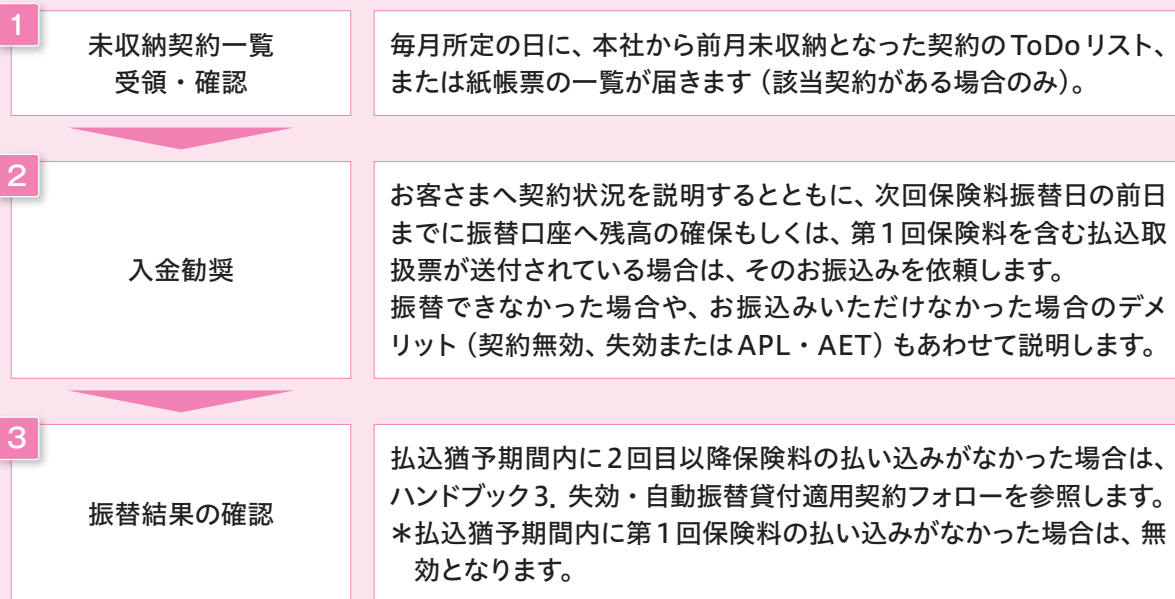 1
未収納契約一覧
受領・確認
毎月所定の日に、本社から前月未収納となった契約のToDoリスト、
または紙帳票の一覧が届きます（該当契約がある場合のみ）。
2
入金勧奨
お客さまへ契約状況を説明するとともに、次回保険料振替日の前日
までに振替口座へ残高の確保もしくは、第1回保険料を含む払込取
扱票が送付されている場合は、そのお振込みを依頼します。
振替できなかった場合や、お振込みいただけなかった場合のデメ
リット（契約無効、失効またはAPL・AET）もあわせて説明します。
3
振替結果の確認
払込猶予期間内に2回目以降保険料の払い込みがなかった場合は、
ハンドブック3．失効・自動振替貸付適用契約フォローを参照します。
＊払込猶予期間内に第1回保険料の払い込みがなかった場合は、無
効となります。